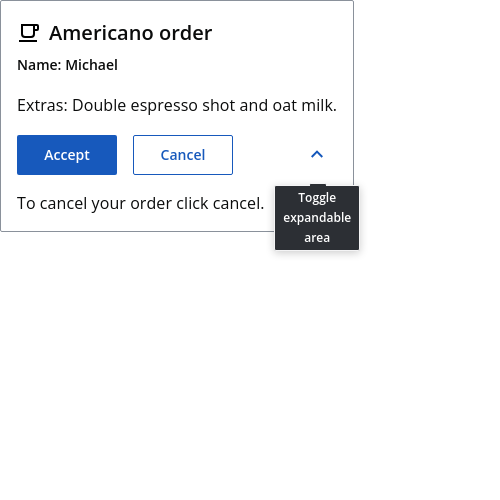 Americano order
Name: Michael
Extras: Double espresso shot and oat milk.
Accept
Cancel
To cancel your order click cancel.
Toggle
expandable
area